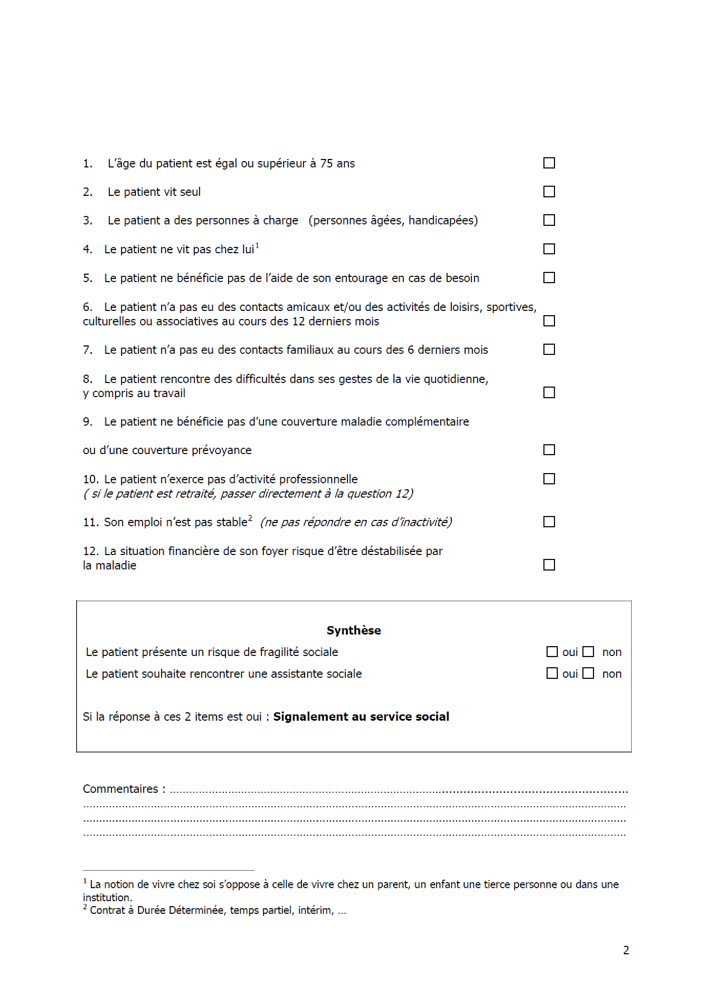 1. L’âge du patient est égal ou supérieur à 75 ans
2. Le patient vit seul
3. Le patient a des personnes à charge (personnes âgées, handicapées)
4. Le patient ne vit pas chez lui1
5. Le patient ne bénéficie pas de l’aide de son entourage en cas de besoin
6. Le patient n’a pas eu des contacts amicaux et/ou des activités de loisirs, sportives,
culturelles ou associatives au cours des 12 derniers mois
7. Le patient n’a pas eu des contacts familiaux au cours des 6 derniers mois
8. Le patient rencontre des difficultés dans ses gestes de la vie quotidienne,
y compris au travail
9. Le patient ne bénéficie pas d’une couverture maladie complémentaire
ou d’une couverture prévoyance
10. Le patient n’exerce pas d’activité professionnelle
( si le patient est retraité, passer directement à la question 12)
11. Son emploi n’est pas stable2 (ne pas répondre en cas d’inactivité)
12. La situation financière de son foyer risque d’être déstabilisée par
la maladie
Synthèse
Le patient présente un risque de fragilité sociale oui non
Le patient souhaite rencontrer une assistante sociale oui non
Si la réponse à ces 2 items est oui : Signalement au service social
Commentaires : ……………………………………………………………………………………………………………
……………………………………………………………………………………………………………………………
……………………………………………………………………………………………………………………………
……………………………………………………………………………………………………………………………
1 La notion de vivre chez soi s’oppose à celle de vivre chez un parent, un enfant une tierce personne ou dans une
institution.
2 Contrat à Durée Déterminée, temps partiel, intérim, …
2